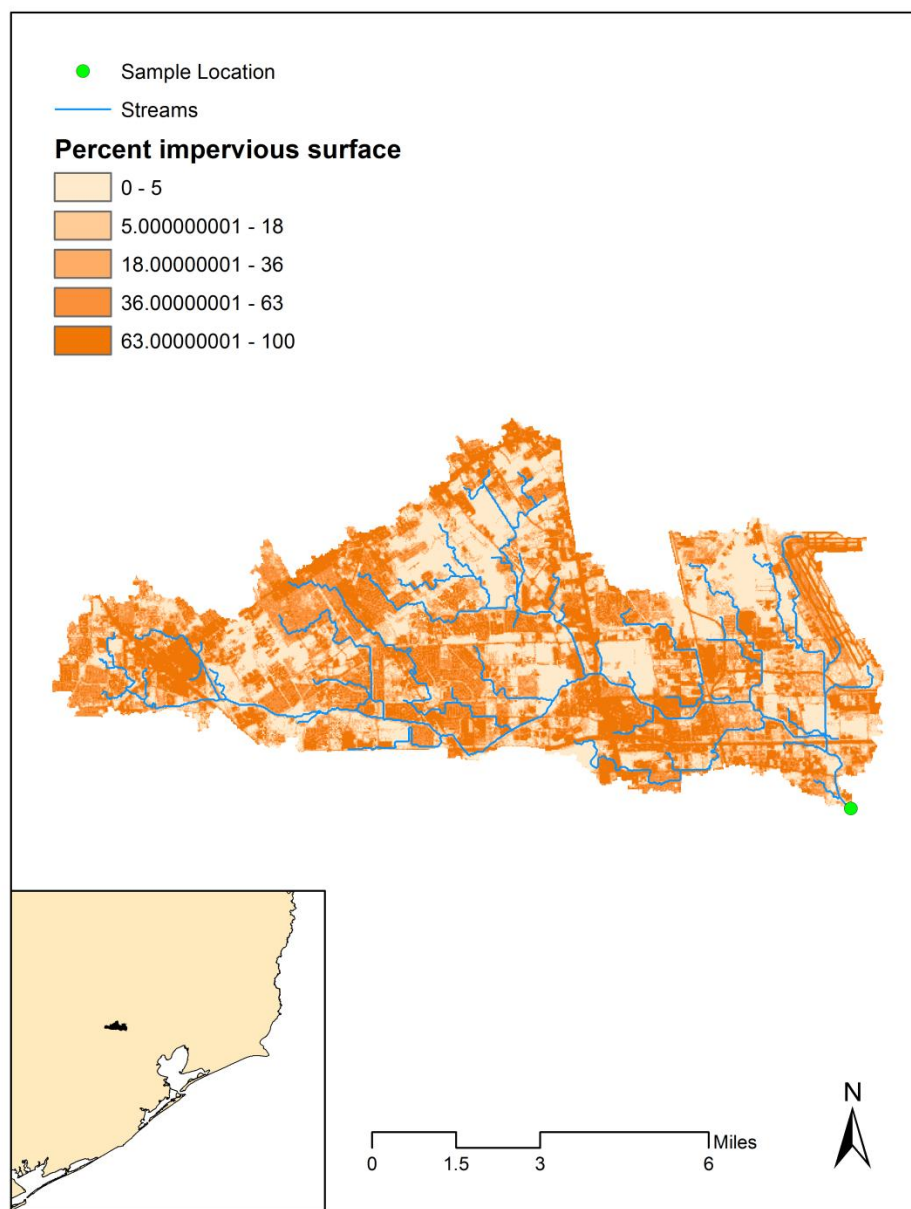 Sample Location
Streams
Percent impervious surface
0 - 5
5.000000001 - 18
18.00000001 - 36
36.00000001 - 63
63.00000001 - 100
N
Miles
0 1.5 3 6